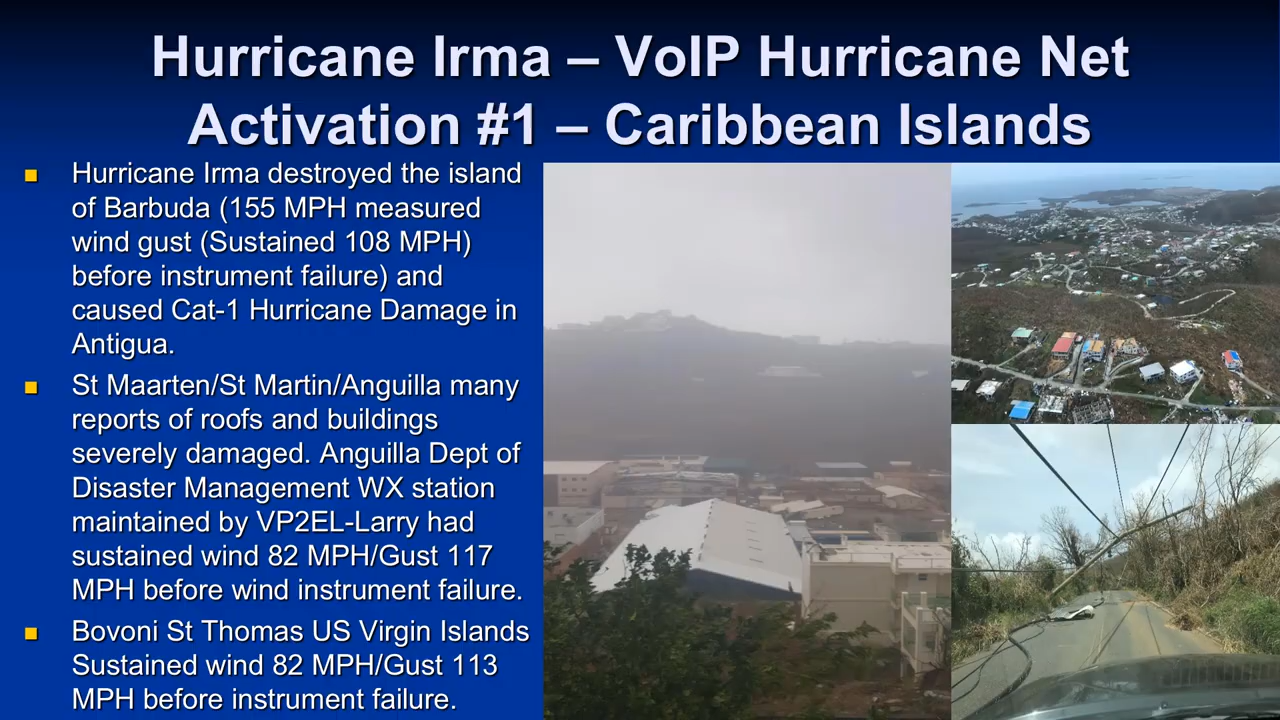 Hurricane Irma – VoIP Hurricane Net
Activation #1 – Caribbean Islands
Hurricane Irma destroyed the island
of Barbuda (155 MPH measured
wind gust (Sustained 108 MPH)
before instrument failure) and
caused Cat-1 Hurricane Damage in
Antigua.
St Maarten/St Martin/Anguilla many
reports of roofs and buildings
severely damaged. Anguilla Dept of
Disaster Management WX station
maintained by VP2EL-Larry had
sustained wind 82 MPH/Gust 117
MPH before wind instrument failure.
Bovoni St Thomas US Virgin Islands
Sustained wind 82 MPH/Gust 113
MPH before instrument failure.